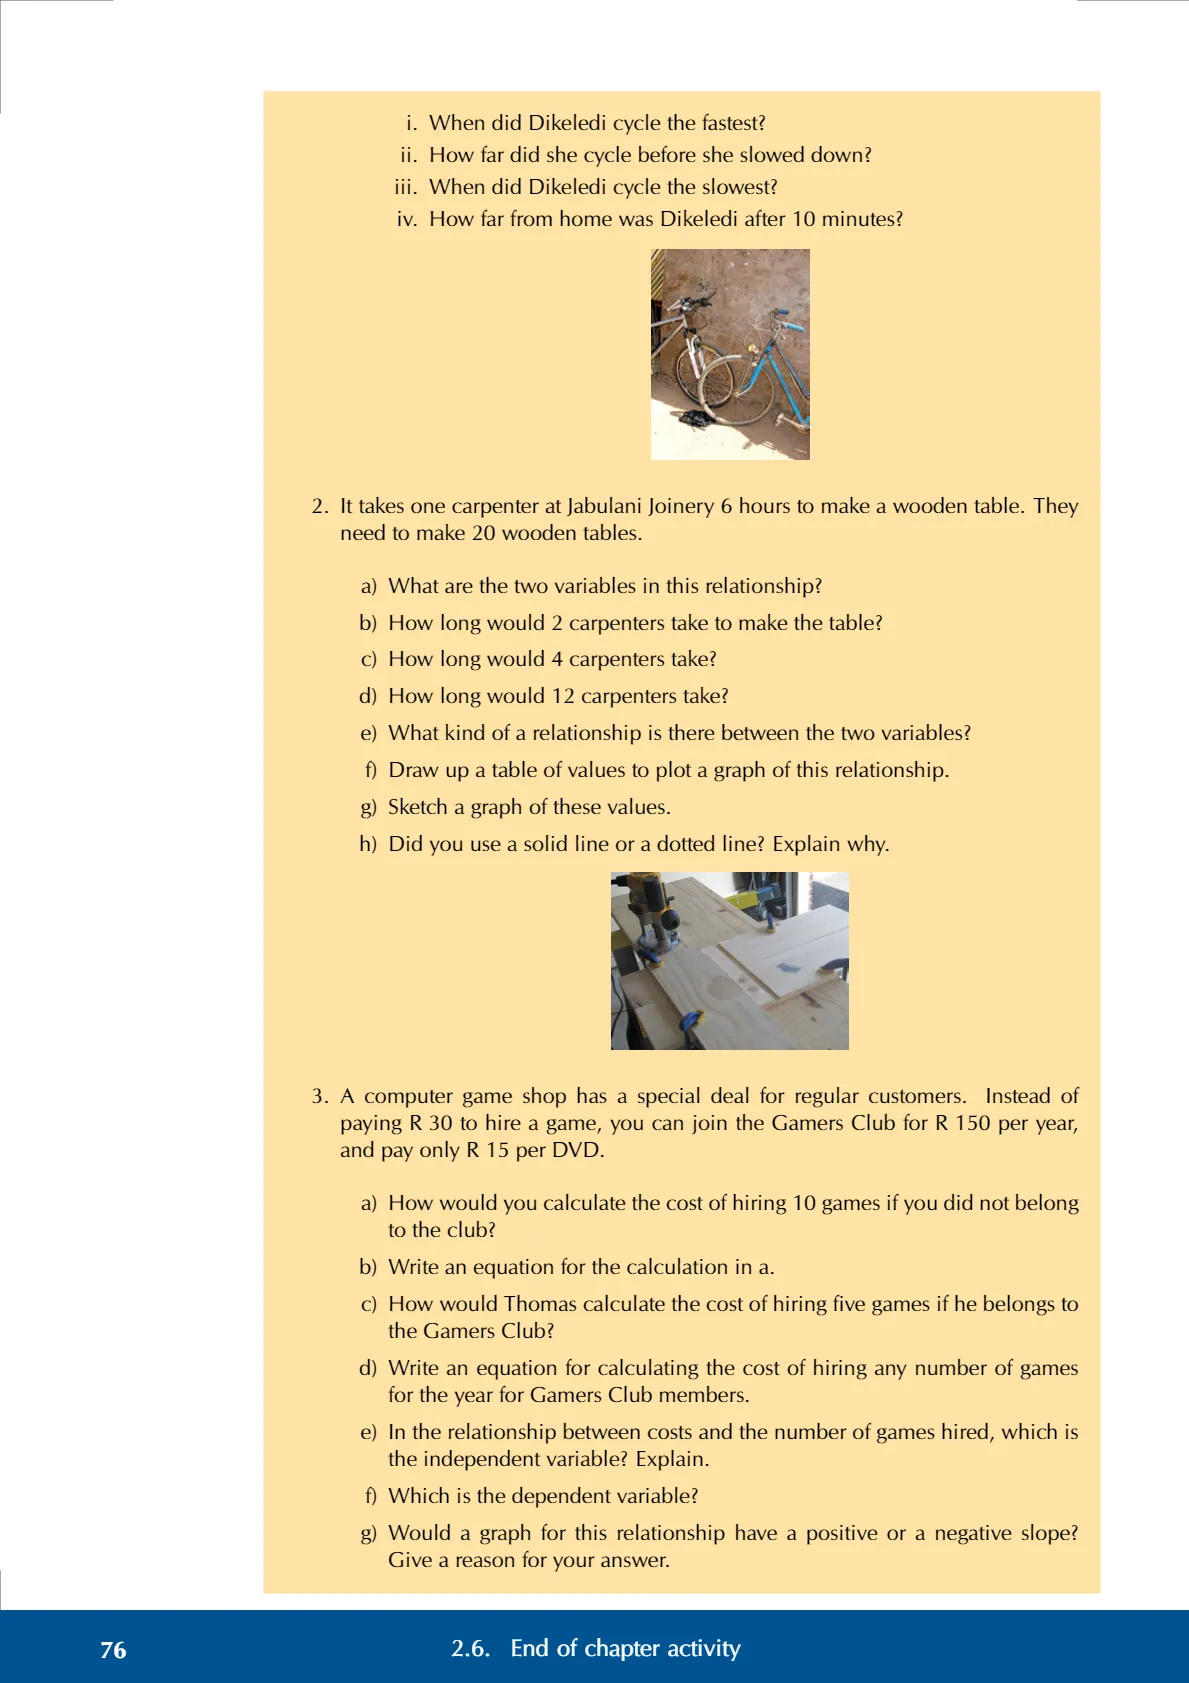 i. When did Dikeledi cycle the fastest?
ii. How far did she cycle before she slowed down?
iii. When did Dikeledi cycle the slowest?
iv. How far from home was Dikeledi after 10 minutes?
2. It takes one carpenter at Jabulani Joinery 6 hours to make a wooden table. They
need to make 20 wooden tables.
a) What are the two variables in this relationship?
b) How long would 2 carpenters take to make the table?
c) How long would 4 carpenters take?
d) How long would 12 carpenters take?
e) What kind of a relationship is there between the two variables?
f) Draw up a table of values to plot a graph of this relationship.
g) Sketch a graph of these values.
h) Did you use a solid line or a dotted line? Explain why.
3. A computer game shop has a special deal for regular customers. Instead of
paying R 30 to hire a game, you can join the Gamers Club for R 150 per year,
and pay only R 15 per DVD.
a) How would you calculate the cost of hiring 10 games if you did not belong
to the club?
b) Write an equation for the calculation in a.
c) How would Thomas calculate the cost of hiring five games if he belongs to
the Gamers Club?
d) Write an equation for calculating the cost of hiring any number of games
for the year for Gamers Club members.
e) In the relationship between costs and the number of games hired, which is
the independent variable? Explain.
f) Which is the dependent variable?
g) Would a graph for this relationship have a positive or a negative slope?
Give a reason for your answer.
76 2.6. End of chapter activity